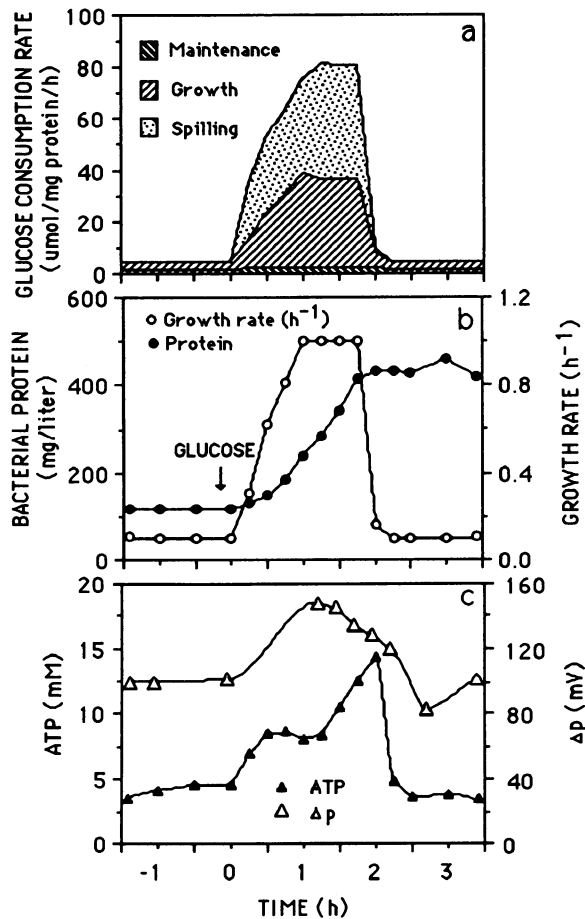 a
GLUCOSE CONSUMPTION RATE
(umol/mg protein/h)
100
80
60
40
20
0
Maintenance
Growth
Spilling
b
BACTERIAL PROTEIN
(mg/liter)
600
400
200
0
Growth rate (h⁻¹)
Protein
GLUCOSE
1.2
0.8
0.4
0.0
GROWTH RATE (h⁻¹)
c
ATP (mM)
20
15
10
5
0
ATP
Δp
160
120
80
40
0
Δp (mV)
-1 0 1 2 3
TIME (h)